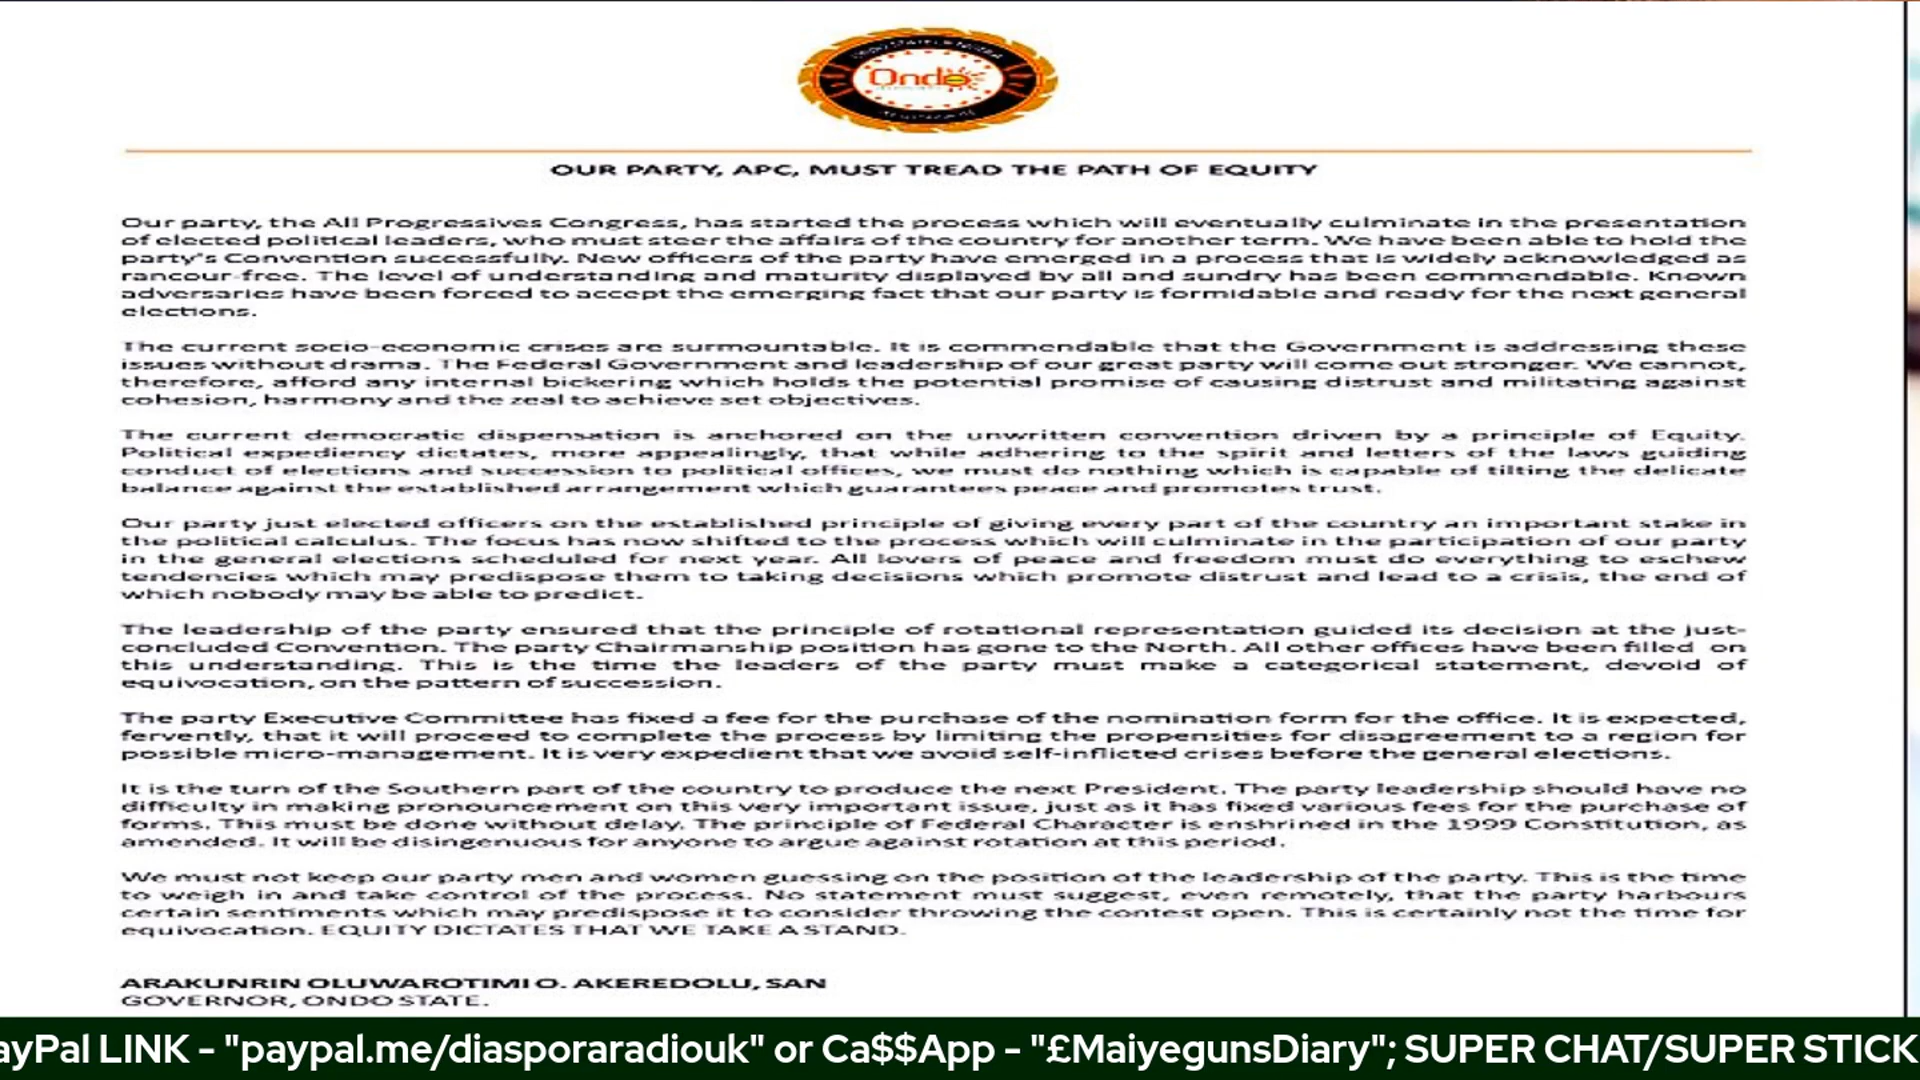 Ondo
OUR PARTY, APC, MUST TREAD THE PATH OF EQUITY
Our party, the All Progressives Congress, has started the process which will eventually culminate in the presentation
of elected political leaders, who must steer the affairs of the country for another term. We have been able to hold the
party's Convention successfully. New officers of the party have emerged in a process that is widely acknowledged as
rancour-free. The level of understanding and maturity displayed by all and sundry has been commendable. Known
adversaries have been forced to accept the emerging fact that our party is formidable and ready for the next general
elections.
The current socio-economic crises are surmountable. It is commendable that the Government is addressing these
issues without drama. The Federal Government and leadership of our great party will come out stronger. We cannot,
therefore, afford any internal bickering which holds the potential promise of causing distrust and militating against
cohesion, harmony and the zeal to achieve set objectives.
The current democratic dispensation is anchored on the unwritten convention driven by a principle of Equity.
Political expediency dictates, more appealingly, that while adhering to the spirit and letters of the laws guiding
conduct of elections and succession to political offices, we must do nothing which is capable of tilting the delicate
balance against the established arrangement which guarantees peace and promotes trust.
Our party just elected officers on the established principle of giving every part of the country an important stake in
the political calculus. The focus has now shifted to the process which will culminate in the participation of our party
in the general elections scheduled for next year. All lovers of peace and freedom must do everything to eschew
tendencies which may predispose them to taking decisions which promote distrust and lead to a crisis, the end of
which nobody may be able to predict.
The leadership of the party ensured that the principle of rotational representation guided its decision at the just-
concluded Convention. The party Chairmanship position has gone to the North. All other offices have been filled on
this understanding. This is the time the leaders of the party must make a categorical statement, devoid of
equivocation, on the pattern of succession.
The party Executive Committee has fixed a fee for the purchase of the nomination form for the office. It is expected,
fervently, that it will proceed to complete the process by limiting the propensities for disagreement to a region for
possible micro-management. It is very expedient that we avoid self-inflicted crises before the general elections.
It is the turn of the Southern part of the country to produce the next President. The party leadership should have no
difficulty in making pronouncement on this very important issue, just as it has fixed various fees for the purchase of
forms. This must be done without delay. The principle of Federal Character is enshrined in the 1999 Constitution, as
amended. It will be disingenuous for anyone to argue against rotation at this period.
We must not keep our party men and women guessing on the position of the leadership of the party. This is the time
to weigh in and take control of the process. No statement must suggest, even remotely, that the party harbours
certain sentiments which may predispose it to consider throwing the contest open. This is certainly not the time for
equivocation. EQUITY DICTATES THAT WE TAKE A STAND.
ARAKUNRIN OLUWAROTIMI O. AKEREDOLU, SAN
GOVERNOR, ONDO STATE.
ayPal LINK - "paypal.me/diasporaradiouk" or Ca$$App - "£MaiyegunsDiary"; SUPER CHAT/SUPER STICK